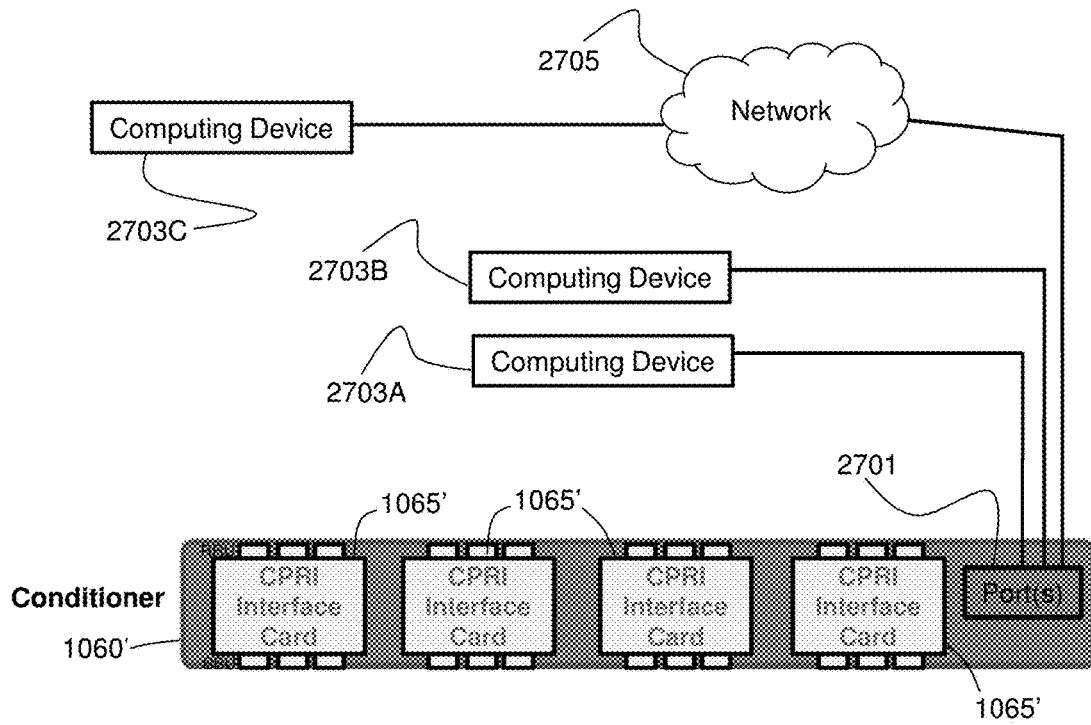 2705
Network
Computing Device
2703C
2703B
Computing Device
Computing Device
2703A
2701
1065'
1065'
CPRI
Interface
Card
CPRI
Interface
Card
CPRI
Interface
Card
CPRI
Interface
Card
Port(s)
Conditioner
1060'
1065'